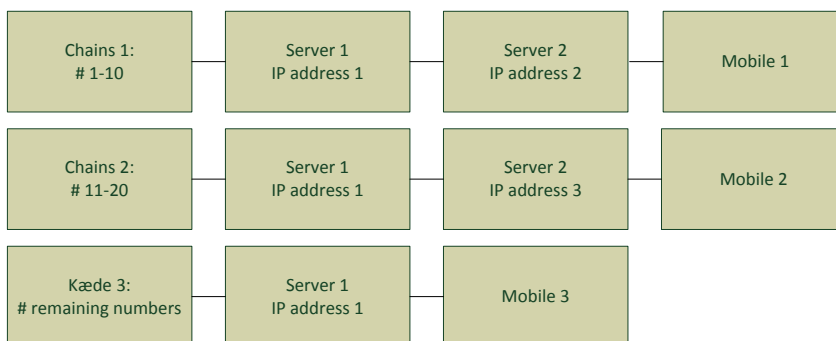 Chains 1:
# 1-10
Server 1
IP address 1
Server 2
IP address 2
Mobile 1
Chains 2:
# 11-20
Server 1
IP address 1
Server 2
IP address 3
Mobile 2
Kæde 3:
# remaining numbers
Server 1
IP address 1
Mobile 3